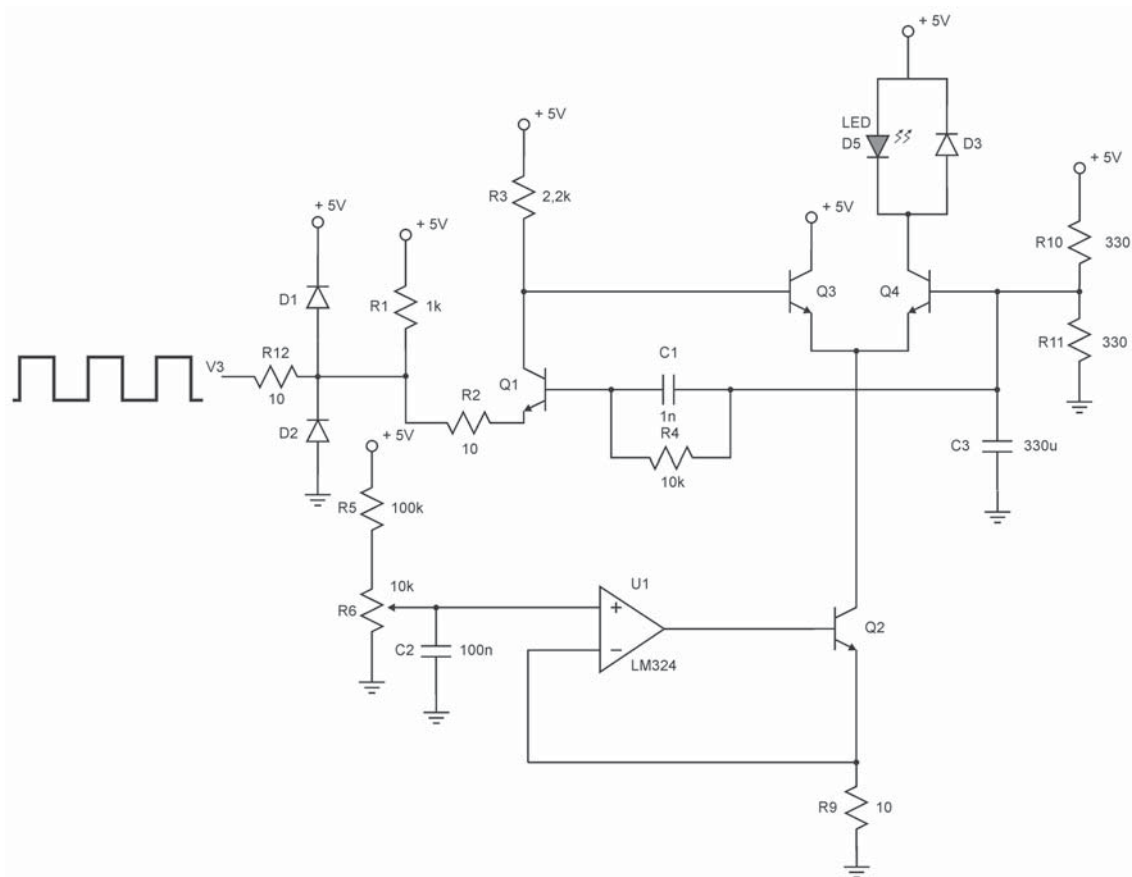 + 5V
LED
D5
D3
+ 5V
R3
2,2k
+ 5V
+ 5V
R10
330
+ 5V
+ 5V
D1
R1
1k
Q3
Q4
R11
330
V3
R12
10
C1
1n
R4
10k
Q1
R2
10
D2
C3
330u
+ 5V
R5
100k
10k
R6
C2
100n
U1
+
−
LM324
Q2
R9
10